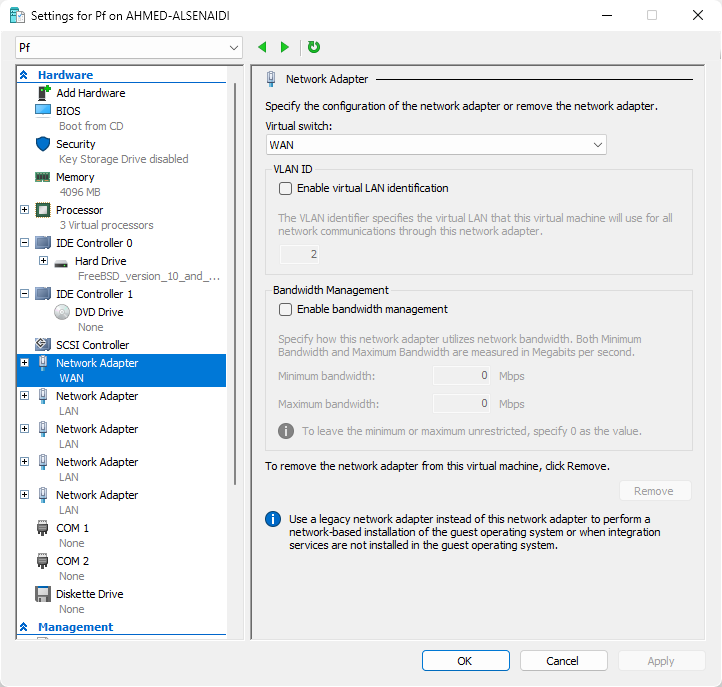 Settings for Pf on AHMED-ALSENAIDI
Pf
Hardware
Add Hardware
BIOS
Boot from CD
Security
Key Storage Drive disabled
Memory
4096 MB
Processor
3 Virtual processors
IDE Controller 0
Hard Drive
FreeBSD_version_10_and_...
IDE Controller 1
DVD Drive
None
SCSI Controller
Network Adapter
WAN
Network Adapter
LAN
Network Adapter
LAN
Network Adapter
LAN
Network Adapter
LAN
COM 1
None
COM 2
None
Diskette Drive
None
Management
Network Adapter
Specify the configuration of the network adapter or remove the network adapter.
Virtual switch:
WAN
VLAN ID
Enable virtual LAN identification
The VLAN identifier specifies the virtual LAN that this virtual machine will use for all
network communications through this network adapter.
2
Bandwidth Management
Enable bandwidth management
Specify how this network adapter utilizes network bandwidth. Both Minimum
Bandwidth and Maximum Bandwidth are measured in Megabits per second.
Minimum bandwidth: 0 Mbps
Maximum bandwidth: 0 Mbps
To leave the minimum or maximum unrestricted, specify 0 as the value.
To remove the network adapter from this virtual machine, click Remove.
Remove
Use a legacy network adapter instead of this network adapter to perform a
network-based installation of the guest operating system or when integration
services are not installed in the guest operating system.
OK Cancel Apply